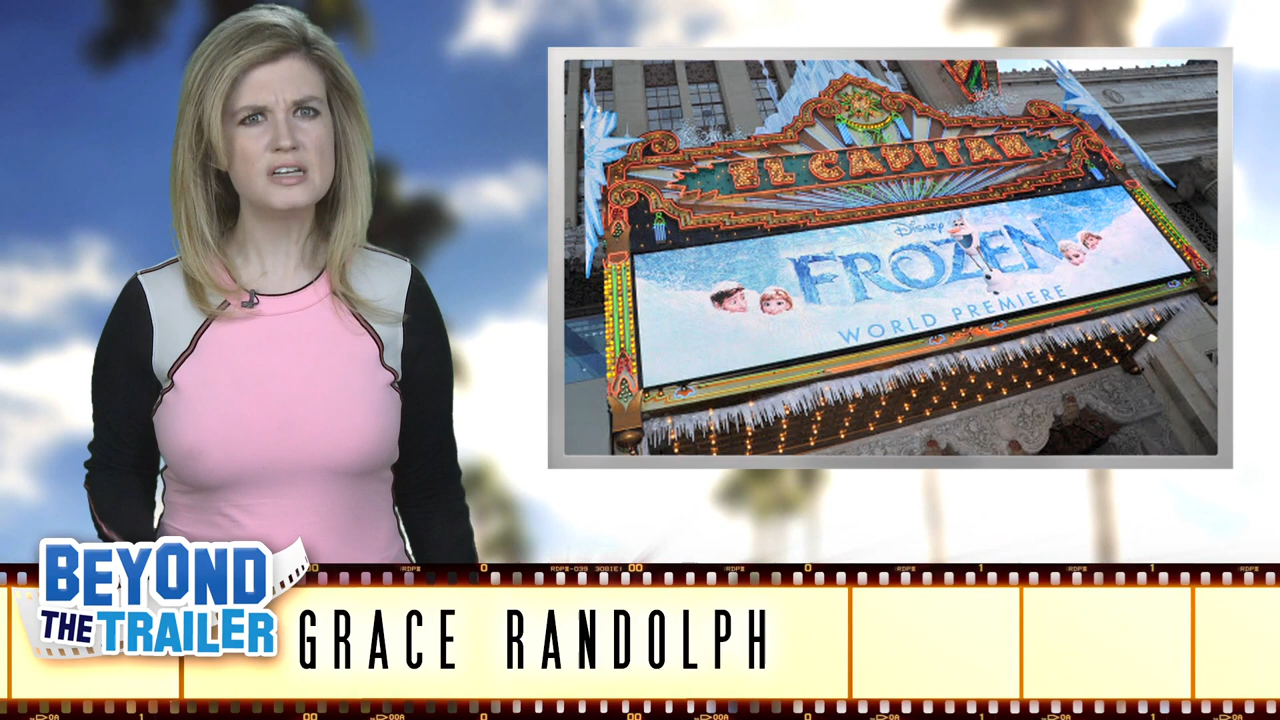 EL CAPITAN
Disney
FROZEN
WORLD PREMIERE
BEYOND
THE TRAILER
GRACE RANDOLPH